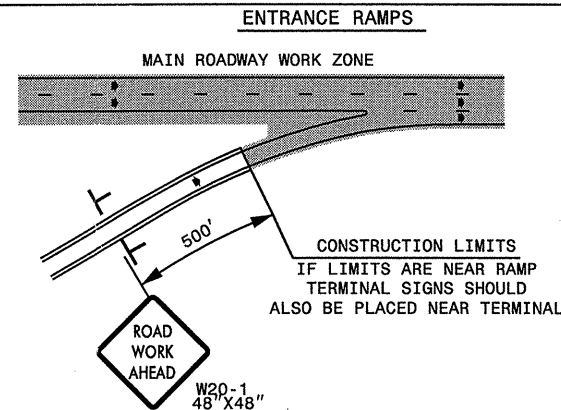 ENTRANCE RAMPS
MAIN ROADWAY WORK ZONE
500'
CONSTRUCTION LIMITS
IF LIMITS ARE NEAR RAMP
TERMINAL SIGNS SHOULD
ALSO BE PLACED NEAR TERMINAL
ROAD
WORK
AHEAD
W20-1
48"X48"